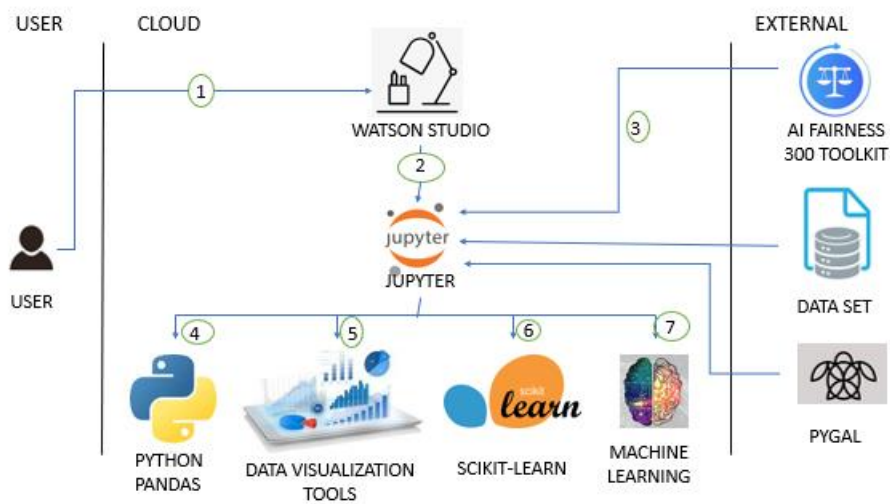 USER
CLOUD
EXTERNAL
1
WATSON STUDIO
2
3
AI FAIRNESS
300 TOOLKIT
jupyter
JUPYTER
USER
DATA SET
4
5
6
7
scikit
learn
PYTHON
PANDAS
DATA VISUALIZATION
TOOLS
SCIKIT-LEARN
MACHINE
LEARNING
PYGAL